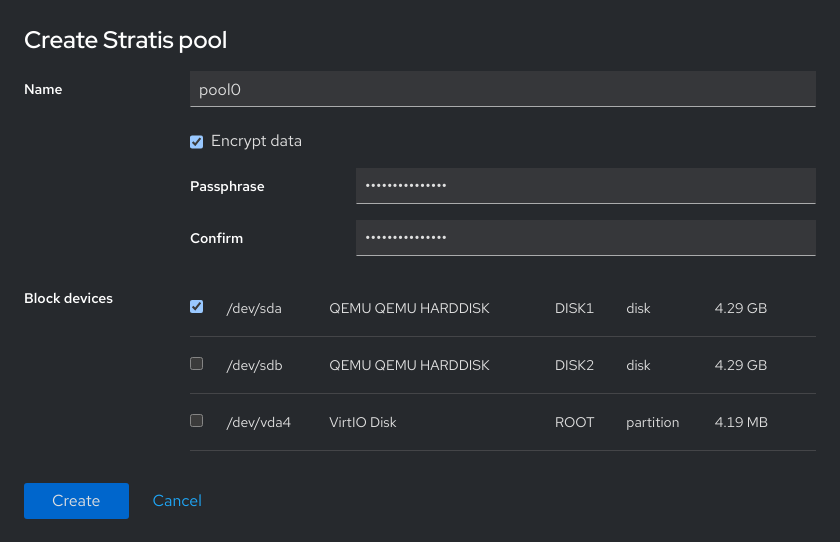 Create Stratis pool
Name
pool0
Encrypt data
Passphrase
•••••••••••••••
Confirm
•••••••••••••••
Block devices
/dev/sda QEMU QEMU HARDDISK DISK1 disk 4.29 GB
/dev/sdb QEMU QEMU HARDDISK DISK2 disk 4.29 GB
/dev/vda4 VirtIO Disk ROOT partition 4.19 MB
Create Cancel